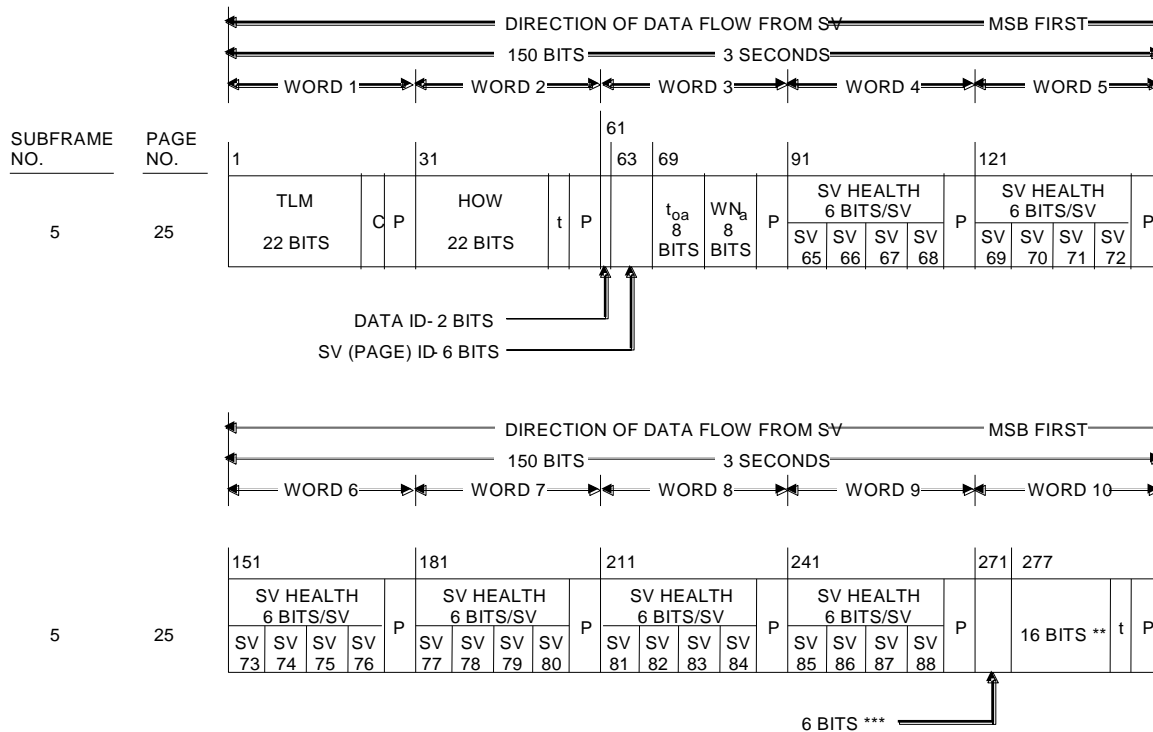 DIRECTION OF DATA FLOW FROM SV MSB FIRST
150 BITS 3 SECONDS
WORD 1 WORD 2 WORD 3 WORD 4 WORD 5
SUBFRAME NO. PAGE NO.
61
1 31 63 69 91 121
5 25
TLM 22 BITS C P
HOW 22 BITS t P
toa 8 BITS WNa 8 BITS P
SV HEALTH 6 BITS/SV P
SV 65 SV 66 SV 67 SV 68
SV HEALTH 6 BITS/SV P
SV 69 SV 70 SV 71 SV 72
DATA ID- 2 BITS
SV (PAGE) ID- 6 BITS
DIRECTION OF DATA FLOW FROM SV MSB FIRST
150 BITS 3 SECONDS
WORD 6 WORD 7 WORD 8 WORD 9 WORD 10
151 181 211 241 271 277
5 25
SV HEALTH 6 BITS/SV P
SV 73 SV 74 SV 75 SV 76
SV HEALTH 6 BITS/SV P
SV 77 SV 78 SV 79 SV 80
SV HEALTH 6 BITS/SV P
SV 81 SV 82 SV 83 SV 84
SV HEALTH 6 BITS/SV P
SV 85 SV 86 SV 87 SV 88
16 BITS ** t P
6 BITS ***